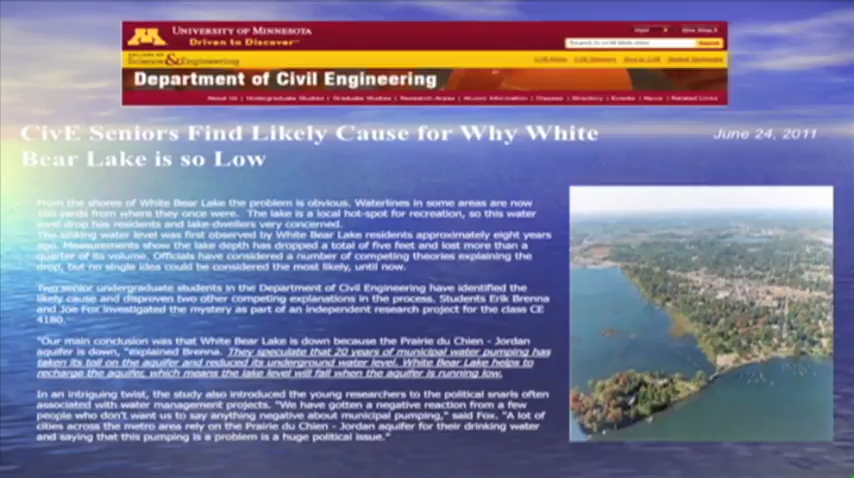 UNIVERSITY OF MINNESOTA
Driven to Discover
Science & Engineering
Department of Civil Engineering
About Us | Undergraduate Studies | Graduate Studies | Research Areas | Alumni Information | Classes | Directory | Events | News | Related Links
CivE Seniors Find Likely Cause for Why White
Bear Lake is so Low
June 24, 2011
From the shores of White Bear Lake the problem is obvious. Waterlines in some areas are now
100 yards from where they once were. The lake is a local hot-spot for recreation, so this water
level drop has residents and lake-dwellers very concerned.
The sinking water level was first observed by White Bear Lake residents approximately eight years
ago. Measurements show the lake depth has dropped a total of five feet and lost more than a
quarter of its volume. Officials have considered a number of competing theories explaining the
drop, but no single idea could be considered the most likely, until now.
Two senior undergraduate students in the Department of Civil Engineering have identified the
likely cause and disproven two other competing explanations in the process. Students Erik Brenna
and Joe Fox investigated the mystery as part of an independent research project for the class CE
4180.
"Our main conclusion was that White Bear Lake is down because the Prairie du Chien - Jordan
aquifer is down, "explained Brenna. They speculate that 20 years of municipal water pumping has
taken its toll on the aquifer and reduced its underground water level. White Bear Lake helps to
recharge the aquifer, which means the lake level will fall when the aquifer is running low.
In an intriguing twist, the study also introduced the young researchers to the political snarls often
associated with water management projects. "We have gotten a negative reaction from a few
people who don't want us to say anything negative about municipal pumping," said Fox. "A lot of
cities across the metro area rely on the Prairie du Chien - Jordan aquifer for their drinking water
and saying that this pumping is a problem is a huge political issue."